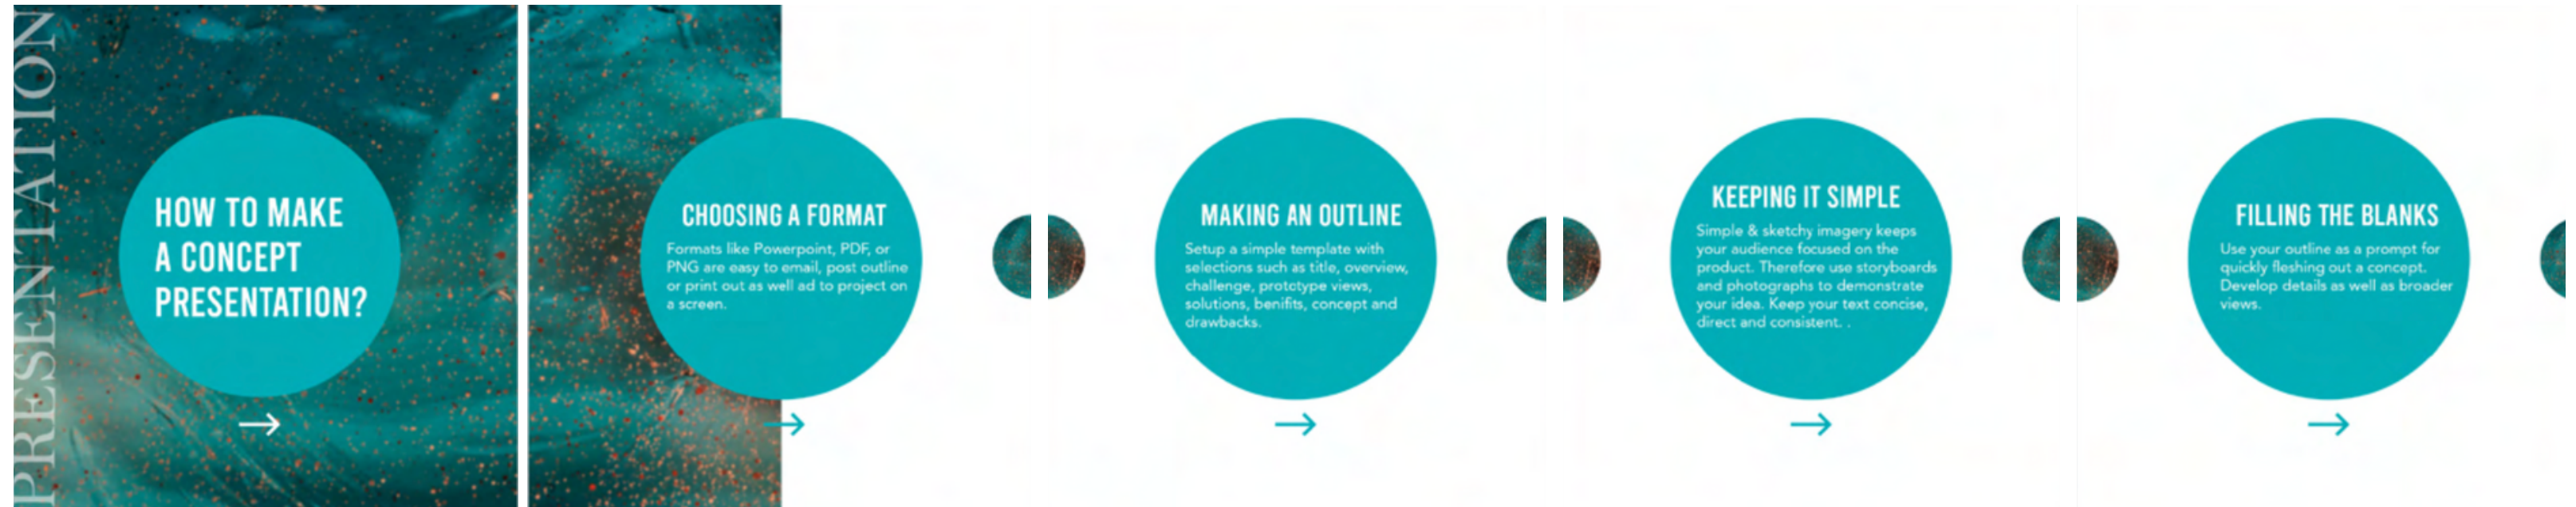 PRESENTATION
HOW TO MAKE
A CONCEPT
PRESENTATION?
CHOOSING A FORMAT
Formats like Powerpoint, PDF, or
PNG are easy to email, post outline
or print out as well ad to project on
a screen.
MAKING AN OUTLINE
Setup a simple template with
selections such as title, overview,
challenge, prototype views,
solutions, benifits, concept and
drawbacks.
KEEPING IT SIMPLE
Simple & sketchy imagery keeps
your audience focused on the
product. Therefore use storyboards
and photographs to demonstrate
your idea. Keep your text concise,
direct and consistent. .
FILLING THE BLANKS
Use your outline as a prompt for
quickly fleshing out a concept.
Develop details as well as broader
views.